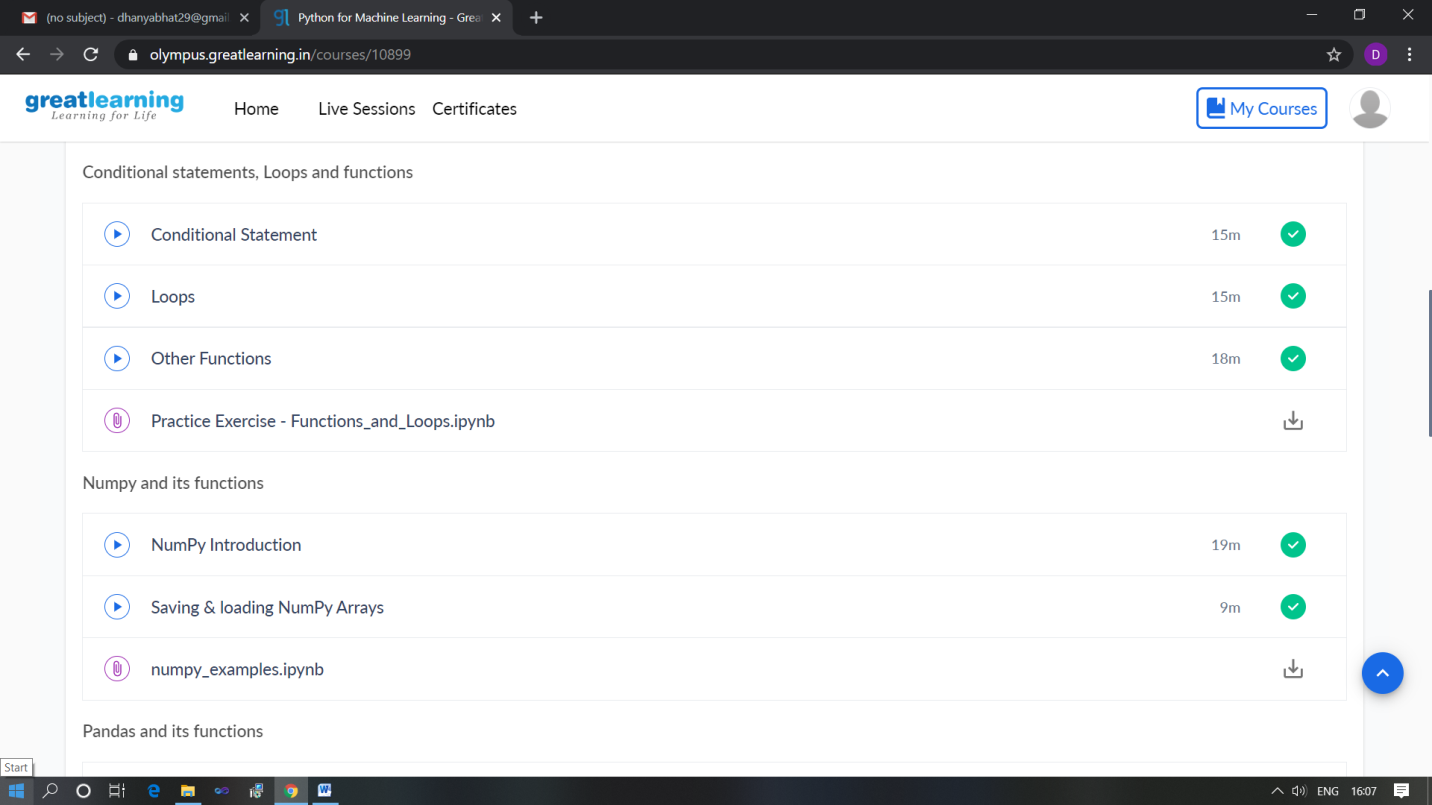 (no subject) - dhanyabhat29@gmail
Python for Machine Learning - Grea
olympus.greatlearning.in/courses/10899
D
greatlearning
Learning for Life
Home
Live Sessions
Certificates
My Courses
Conditional statements, Loops and functions
Conditional Statement 15m
Loops 15m
Other Functions 18m
Practice Exercise - Functions_and_Loops.ipynb
Numpy and its functions
NumPy Introduction 19m
Saving & loading NumPy Arrays 9m
numpy_examples.ipynb
Pandas and its functions
Start
ENG 16:07